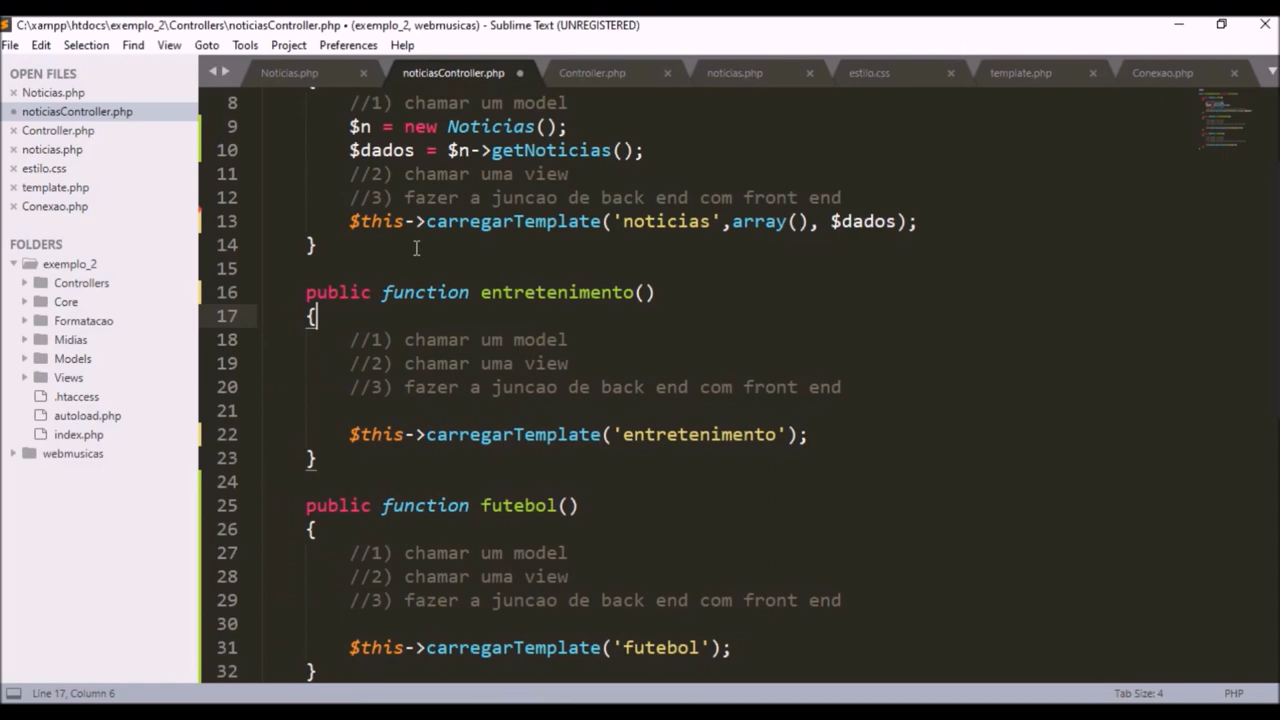 C:\xampp\htdocs\exemplo_2\Controllers\noticiasController.php • (exemplo_2, webmusicas) - Sublime Text (UNREGISTERED)
File Edit Selection Find View Goto Tools Project Preferences Help
OPEN FILES
Noticias.php
noticiasController.php
Controller.php
noticias.php
estilo.css
template.php
Conexao.php
FOLDERS
exemplo_2
Controllers
Core
Formatacao
Midias
Models
Views
.htaccess
autoload.php
index.php
webmusicas
Noticias.php noticiasController.php Controller.php noticias.php estilo.css template.php Conexao.php
{
8 //1) chamar um model
9 $n = new Noticias();
10 $dados = $n->getNoticias();
11 //2) chamar uma view
12 //3) fazer a juncao de back end com front end
13 $this->carregarTemplate('noticias',array(), $dados);
14 }
15
16 public function entretenimento()
17 {
18 //1) chamar um model
19 //2) chamar uma view
20 //3) fazer a juncao de back end com front end
21
22 $this->carregarTemplate('entretenimento');
23 }
24
25 public function futebol()
26 {
27 //1) chamar um model
28 //2) chamar uma view
29 //3) fazer a juncao de back end com front end
30
31 $this->carregarTemplate('futebol');
32 }
Line 17, Column 6 Tab Size: 4 PHP